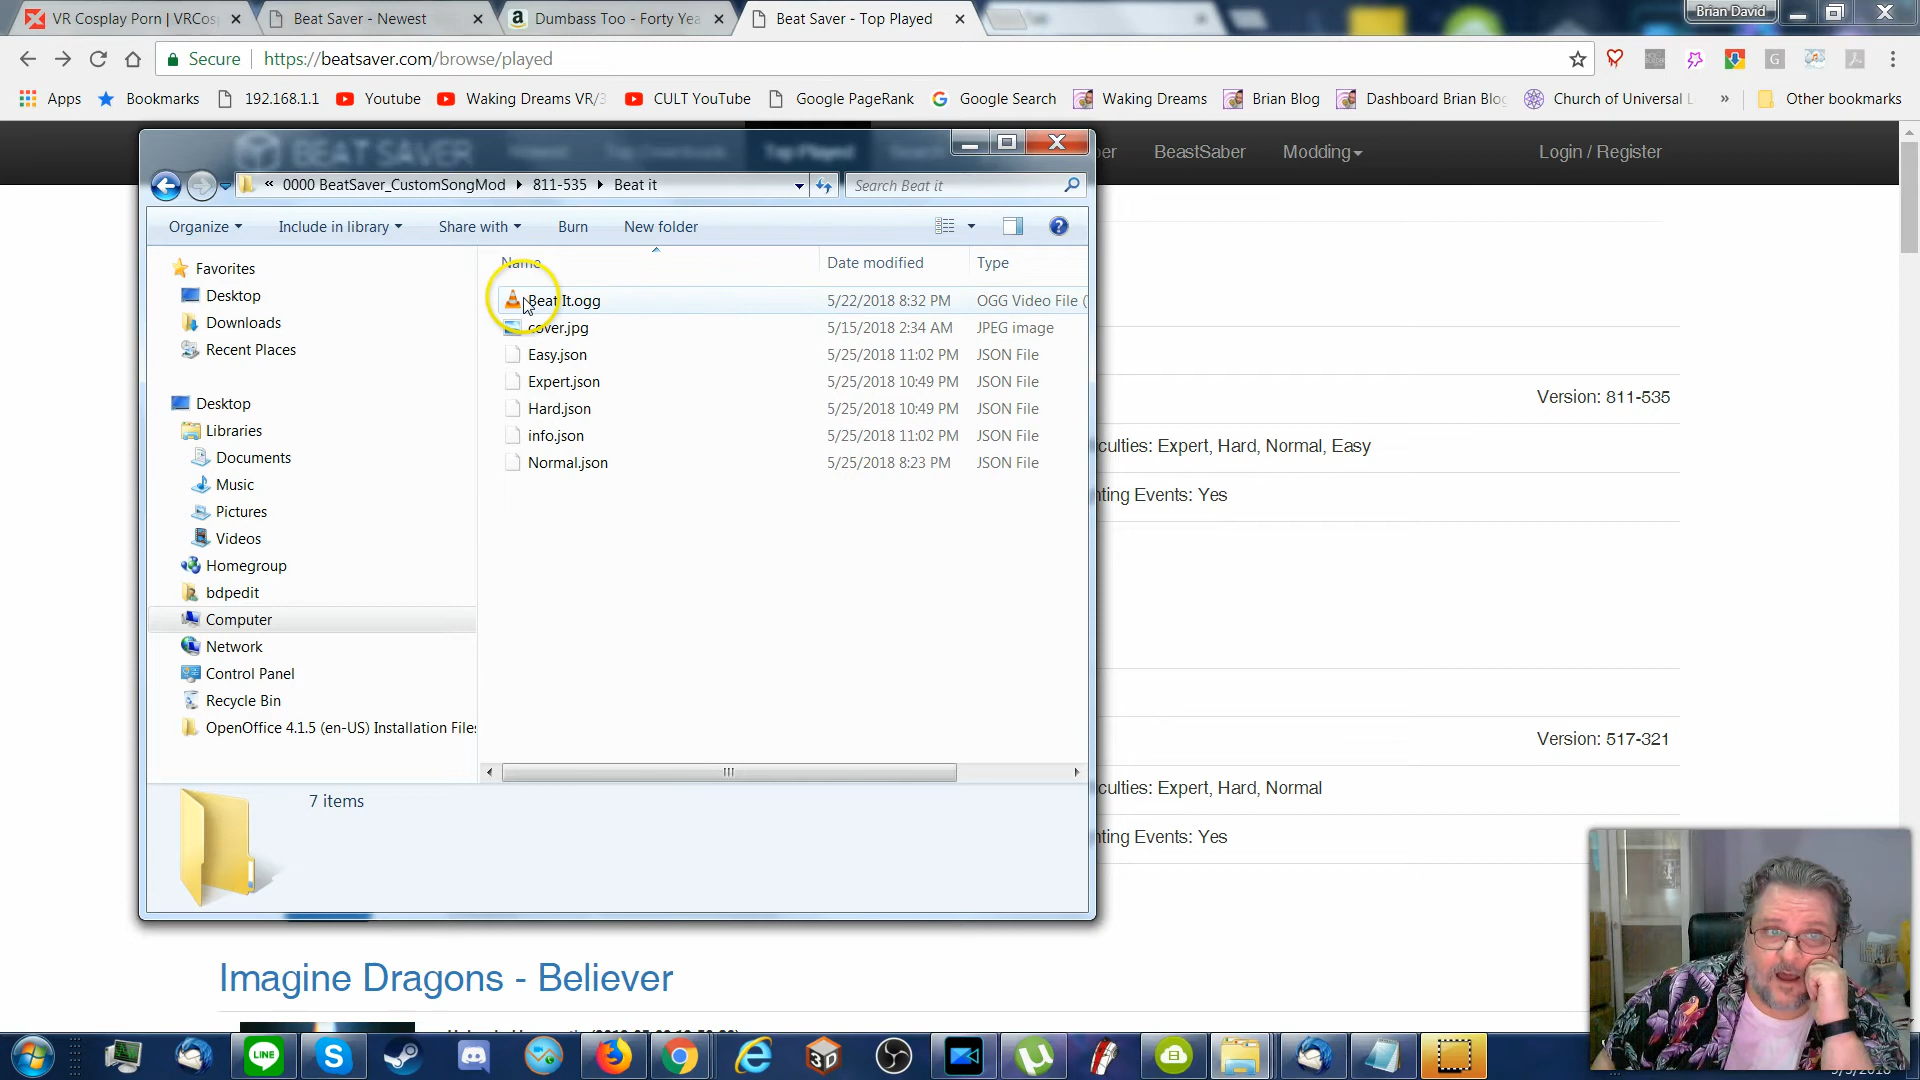 VR Cosplay Porn | VRCos
Beat Saver - Newest
Dumbass Too - Forty Yea
Beat Saver - Top Played
Brian David
Secure
https://beatsaver.com/browse/played
Apps
Bookmarks
192.168.1.1
Youtube
Waking Dreams VR/3
CULT YouTube
Google PageRank
Google Search
Waking Dreams
Brian Blog
Dashboard Brian Blog
Church of Universal L
»
Other bookmarks
BEAT SAVER
Top Played
ber
BeastSaber
Modding
Login / Register
« 0000 BeatSaver_CustomSongMod
811-535
Beat it
Search Beat it
Organize
Include in library
Share with
Burn
New folder
Name
Date modified
Type
Beat It.ogg
5/22/2018 8:32 PM
OGG Video File (
cover.jpg
5/15/2018 2:34 AM
JPEG image
Easy.json
5/25/2018 11:02 PM
JSON File
Expert.json
5/25/2018 10:49 PM
JSON File
Hard.json
5/25/2018 10:49 PM
JSON File
info.json
5/25/2018 11:02 PM
JSON File
Normal.json
5/25/2018 8:23 PM
JSON File
Favorites
Desktop
Downloads
Recent Places
Desktop
Libraries
Documents
Music
Pictures
Videos
Homegroup
bdpedit
Computer
Network
Control Panel
Recycle Bin
OpenOffice 4.1.5 (en-US) Installation Files
7 items
Version: 811-535
culties: Expert, Hard, Normal, Easy
hting Events: Yes
Version: 517-321
culties: Expert, Hard, Normal
hting Events: Yes
Imagine Dragons - Believer
LINE
3D